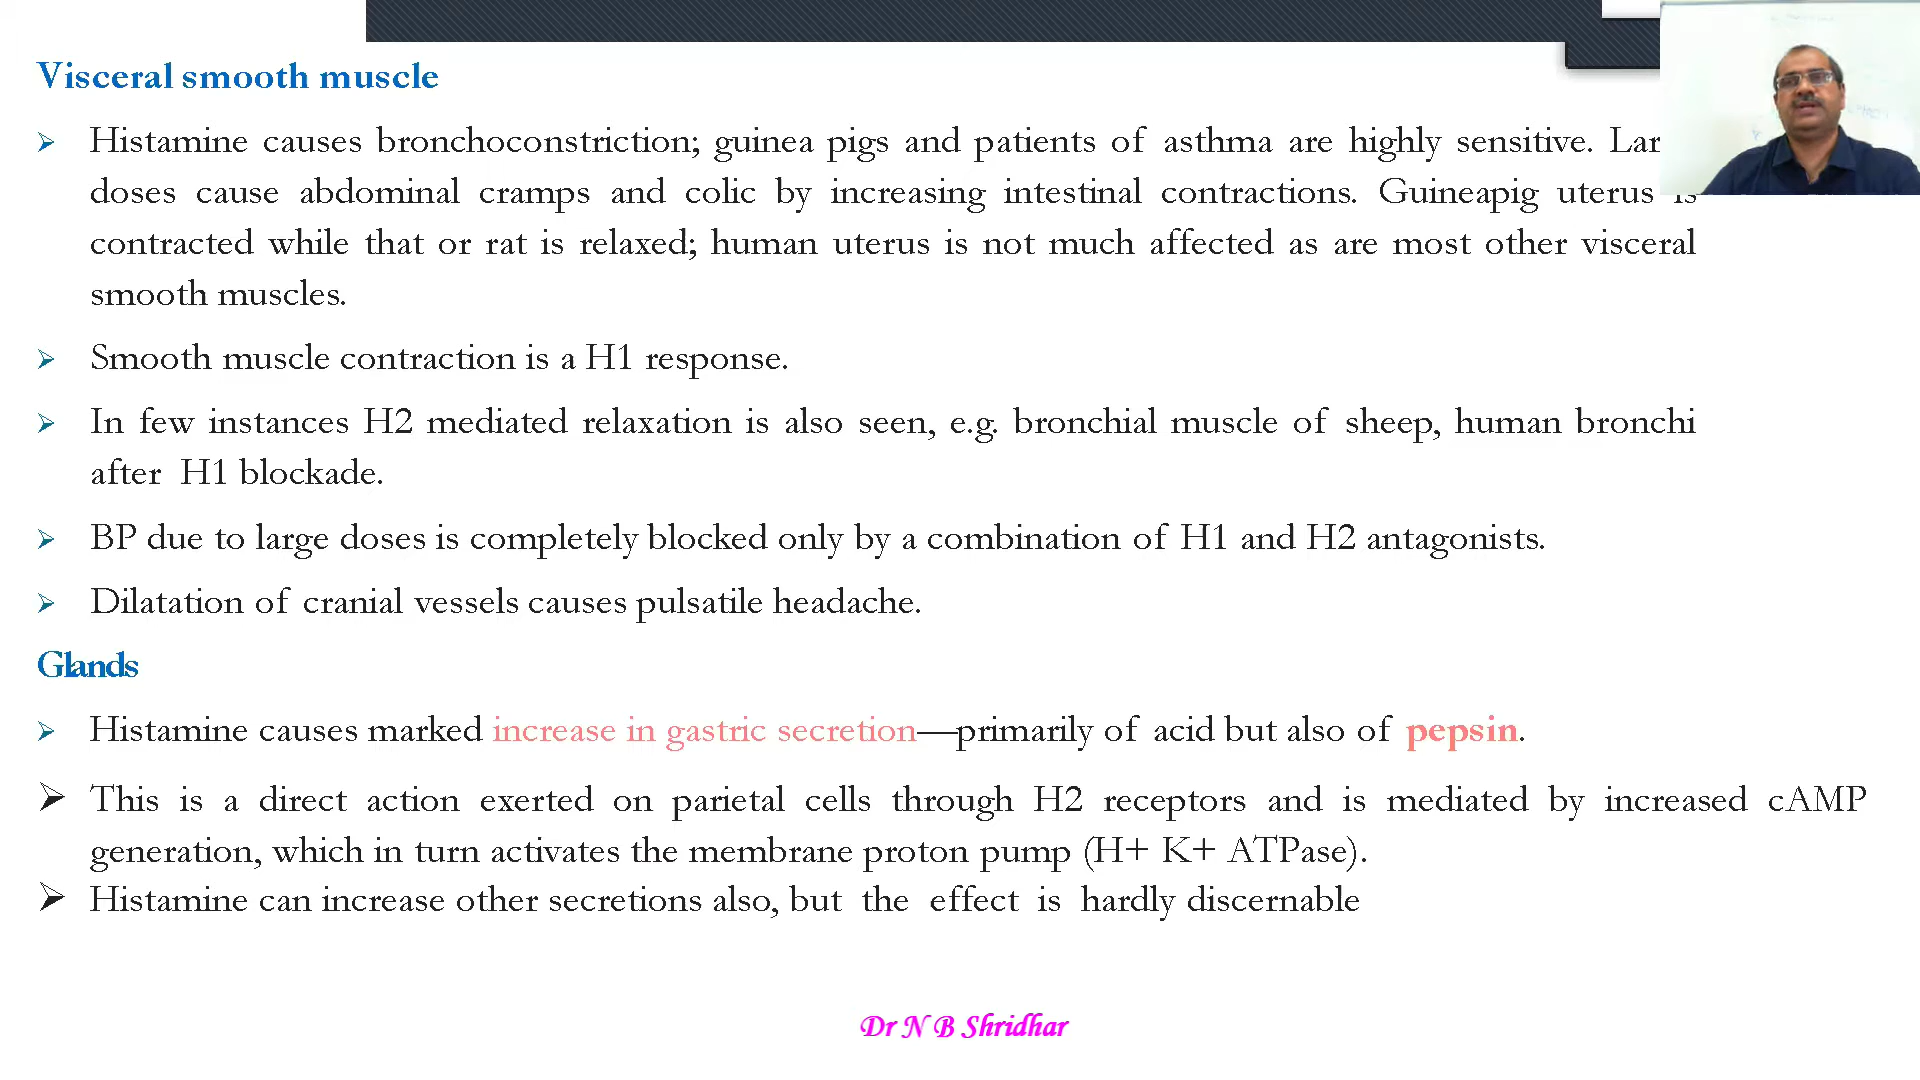 Visceral smooth muscle
➢ Histamine causes bronchoconstriction; guinea pigs and patients of asthma are highly sensitive.
doses cause abdominal cramps and colic by increasing intestinal contractions. Guineapig uterus is
contracted while that or rat is relaxed; human uterus is not much affected as are most other visceral
smooth muscles.
➢ Smooth muscle contraction is a H1 response.
➢ In few instances H2 mediated relaxation is also seen, e.g. bronchial muscle of sheep, human bronchi
after H1 blockade.
➢ BP due to large doses is completely blocked only by a combination of H1 and H2 antagonists.
➢ Dilatation of cranial vessels causes pulsatile headache.
Glands
➢ Histamine causes marked increase in gastric secretion—primarily of acid but also of pepsin.
➢ This is a direct action exerted on parietal cells through H2 receptors and is mediated by increased cAMP
generation, which in turn activates the membrane proton pump (H+ K+ ATPase).
➢ Histamine can increase other secretions also, but the effect is hardly discernable
Dr N B Shridhar